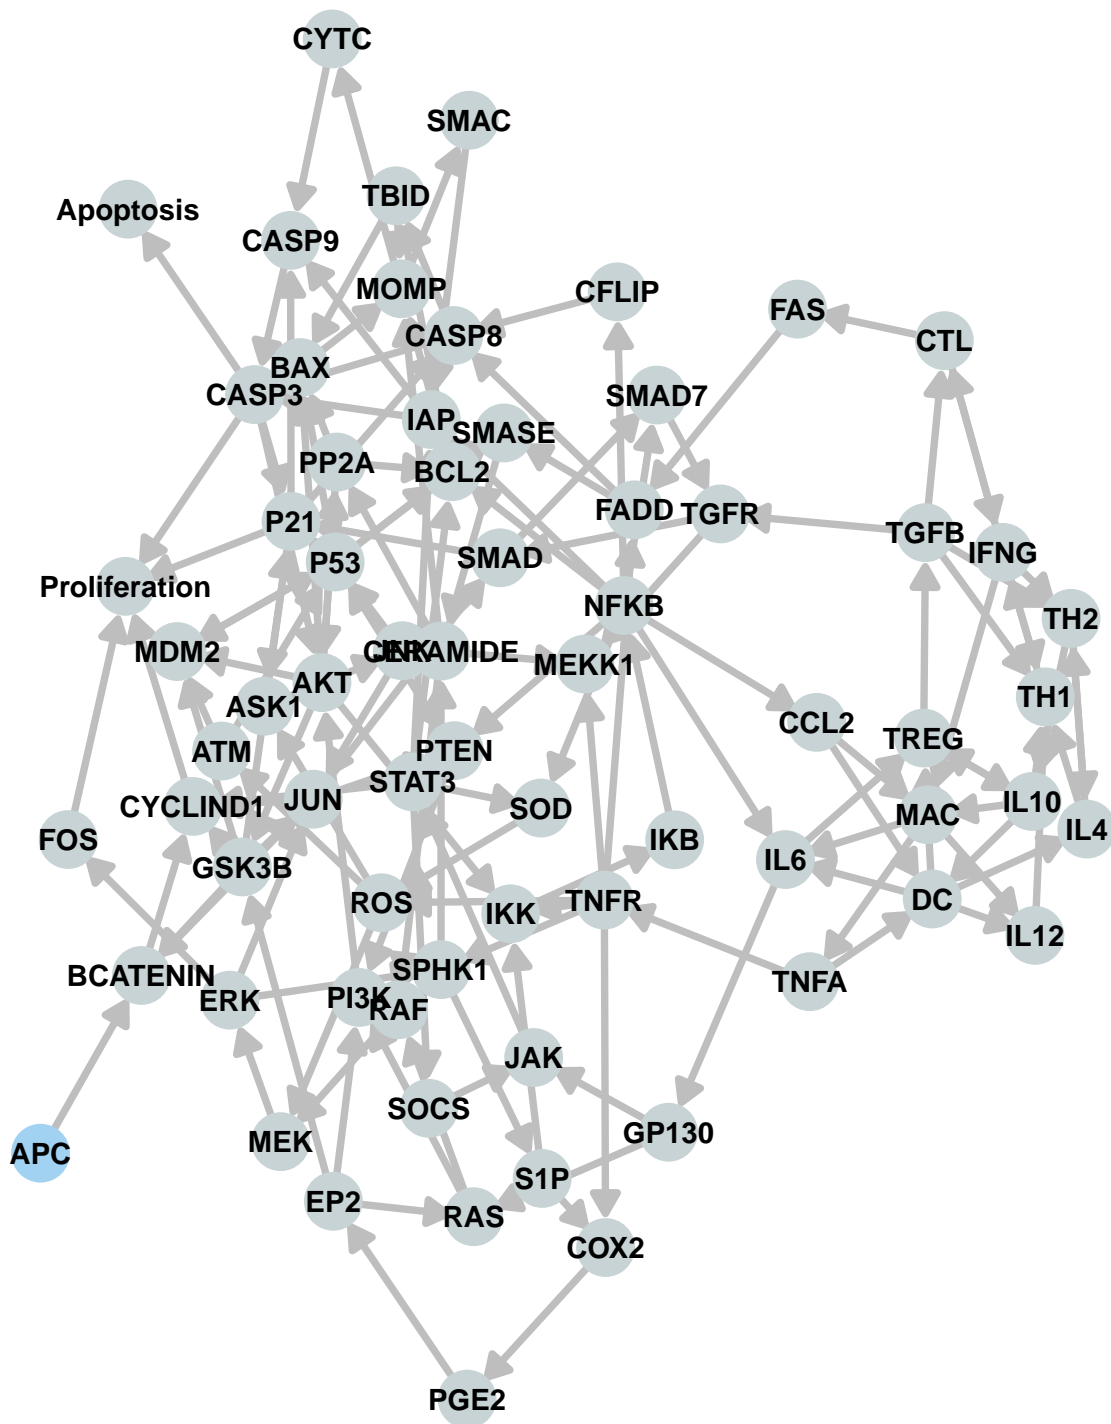 CYTC
SMAC
TBID
Apoptosis
CASP9
MOMP
CFLIP
FAS
CASP8
CTL
BAX
CASP3
SMAD7
IAP
SMASE
PP2A
BCL2
P21
FADD
TGFR
TGFB
IFNG
P53
SMAD
Proliferation
NFKB
TH2
MDM2
JNK
CERAMIDE
MEKK1
AKT
ASK1
TH1
CCL2
TREG
ATM
PTEN
STAT3
CYCLIND1
JUN
SOD
MAC
IL10
IL4
FOS
IKB
GSK3B
IL6
ROS
IKK
TNFR
DC
IL12
BCATENIN
SPHK1
TNFA
ERK
PI3K
RAF
JAK
SOCS
GP130
MEK
APC
S1P
EP2
RAS
COX2
PGE2